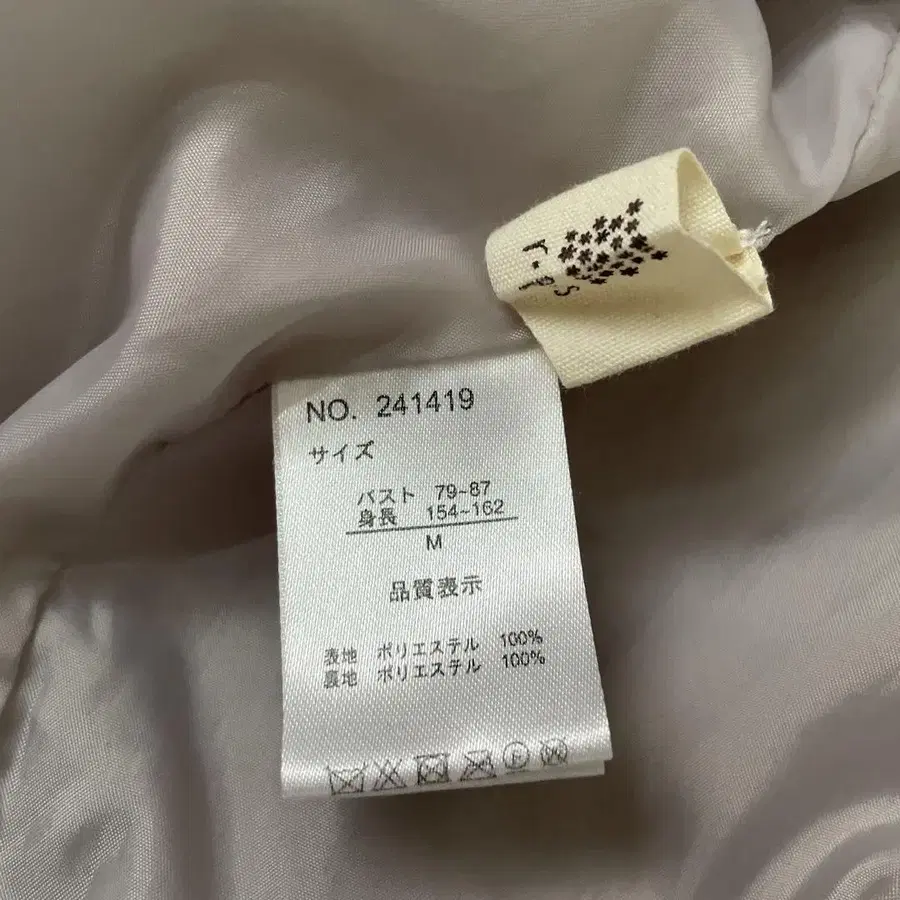 r・p s
NO. 241419
サイズ
バスト 79~87
身長 154~162
M
品質表示
表地 ポリエステル 100%
裏地 ポリエステル 100%